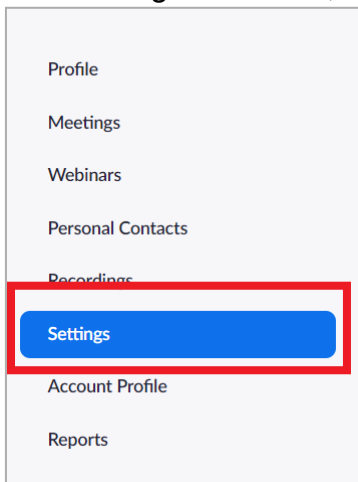 Profile
Meetings
Webinars
Personal Contacts
Recordings
Settings
Account Profile
Reports